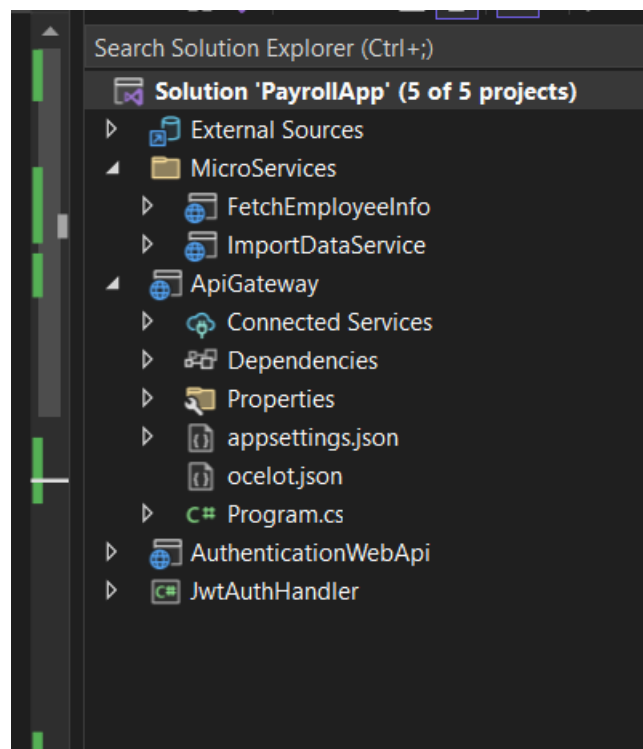 Search Solution Explorer (Ctrl+;)
Solution 'PayrollApp' (5 of 5 projects)
External Sources
MicroServices
FetchEmployeeInfo
ImportDataService
ApiGateway
Connected Services
Dependencies
Properties
appsettings.json
ocelot.json
C# Program.cs
AuthenticationWebApi
C# JwtAuthHandler